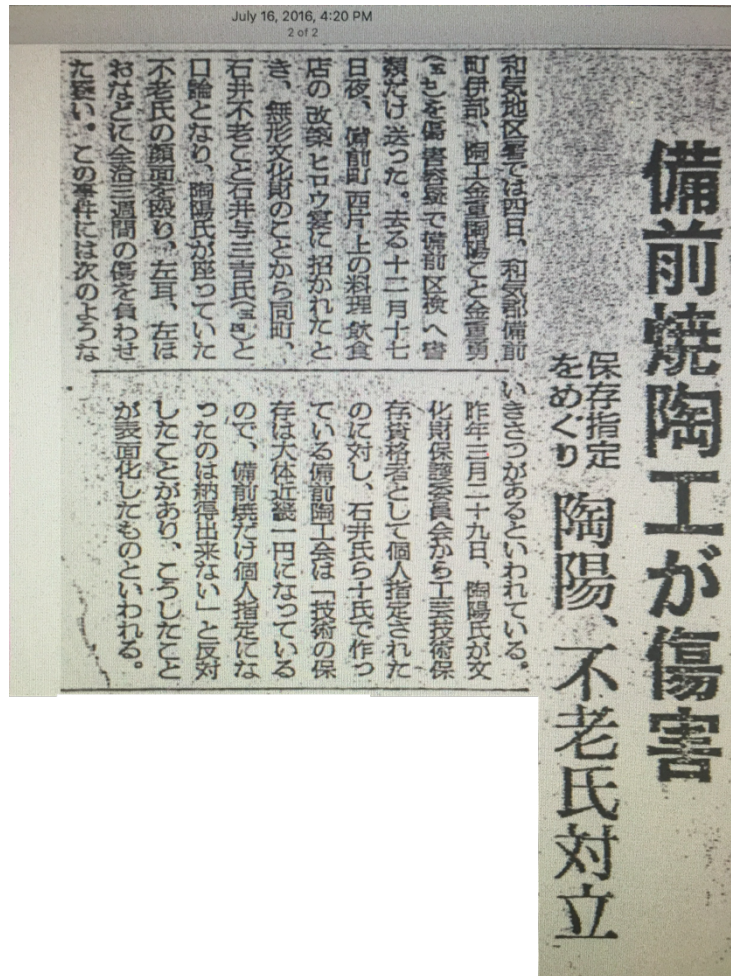 July 16, 2016, 4:20 PM
2 of 2
備前焼陶工が傷害
保存指定
をめぐり
陶陽、不老氏対立
和気地区署では四日、和気郡備前
町伊部、陶工金重陶陽こと金重勇
を傷害容疑で備前区検へ書
類だけ送った。去る十二月十七
日夜、備前町西片上の料理飲食
店の改築ヒロウ宴に招かれたと
き、無形文化財のことから同町、
石井不老こと石井与三吉氏(五四)と
口論となり、陶陽氏が座っていた
不老氏の顔面を殴り、左耳、左ほ
おなどに全治三週間の傷を負わせ
た疑い。この事件には次のような
いきさつがあるといわれている。
昨年三月二十九日、陶陽氏が文
化財保護委員会から工芸技術保
存資格者として個人指定された
のに対し、石井氏ら十氏で作っ
ている備前陶工会は「技術の保
存は大体近畿一円になっている
ので、備前焼だけ個人指定にな
ったのは納得出来ない」と反対
したことがあり、こうしたこと
が表面化したものといわれる。